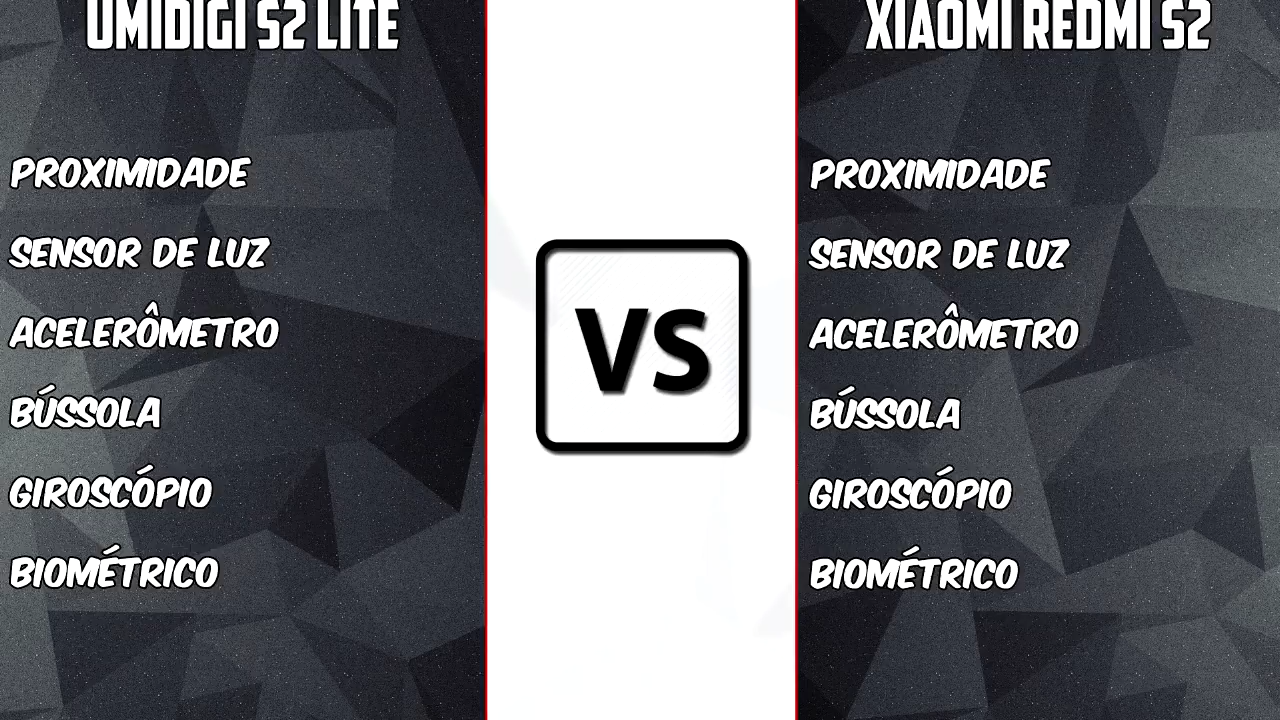 UMIDIGI S2 LITE
PROXIMIDADE
SENSOR DE LUZ
ACELERÔMETRO
BÚSSOLA
GIROSCÓPIO
BIOMÉTRICO
VS
XIAOMI REDMI S2
PROXIMIDADE
SENSOR DE LUZ
ACELERÔMETRO
BÚSSOLA
GIROSCÓPIO
BIOMÉTRICO